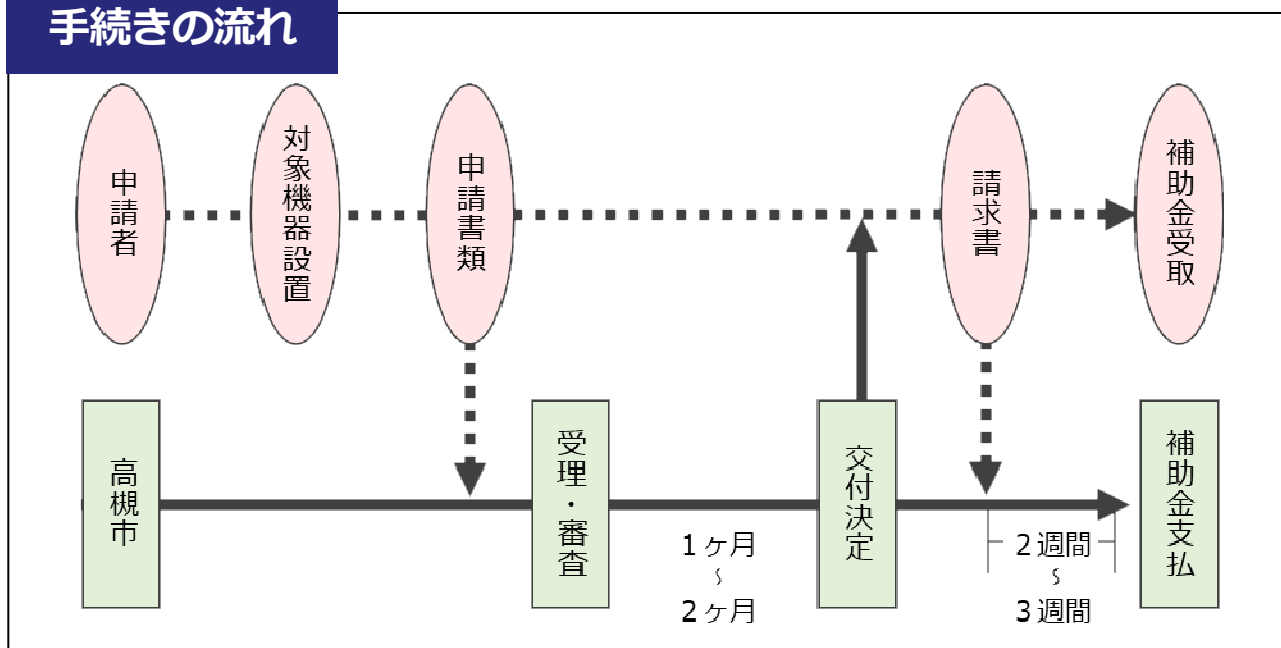 手続きの流れ
申請者
対象機器設置
申請書類
請求書
補助金受取
高槻市
受理・審査
1ヶ月
～
2ヶ月
交付決定
2週間
～
3週間
補助金支払